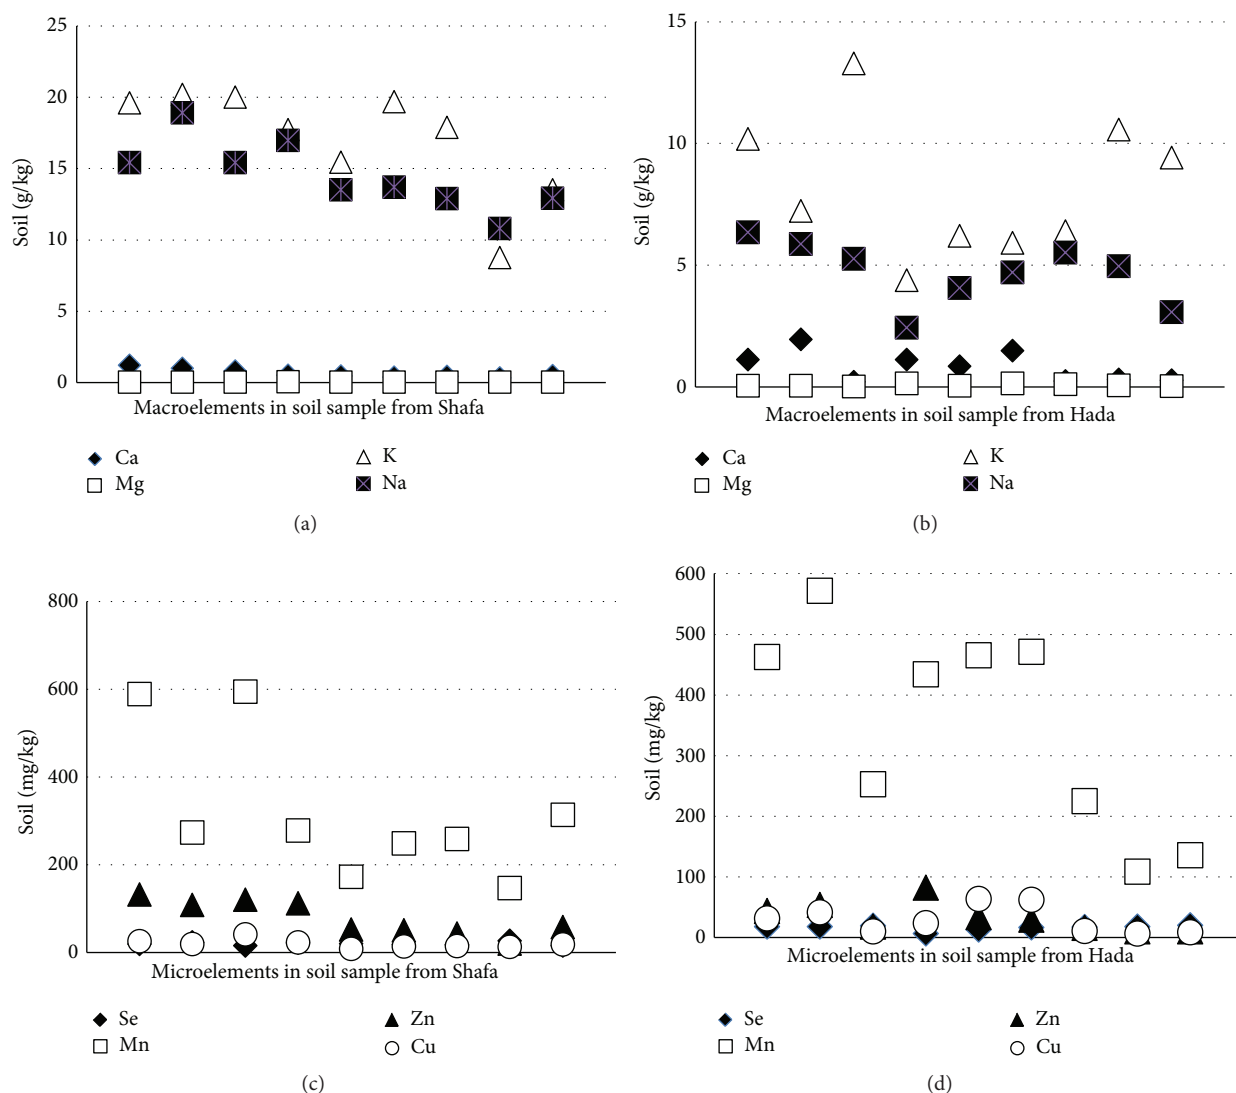 25
20
15
10
5
0
Soil (g/kg)
Macroelements in soil sample from Shafa
Ca
K
Mg
Na
(a)
15
10
5
0
Soil (g/kg)
Macroelements in soil sample from Hada
Ca
K
Mg
Na
(b)
800
600
400
200
0
Soil (mg/kg)
Microelements in soil sample from Shafa
Se
Zn
Mn
Cu
(c)
600
500
400
300
200
100
0
Soil (mg/kg)
Microelements in soil sample from Hada
Se
Zn
Mn
Cu
(d)